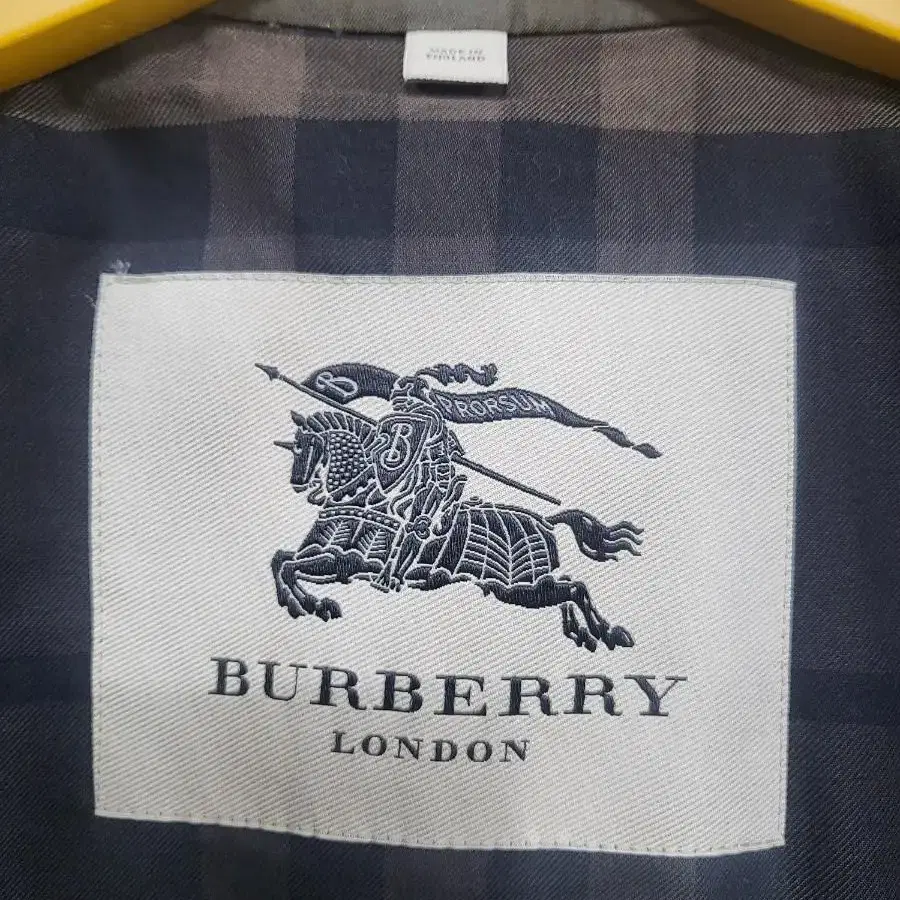 MADE IN
ENGLAND
B
PRORSUM
B
BURBERRY
LONDON